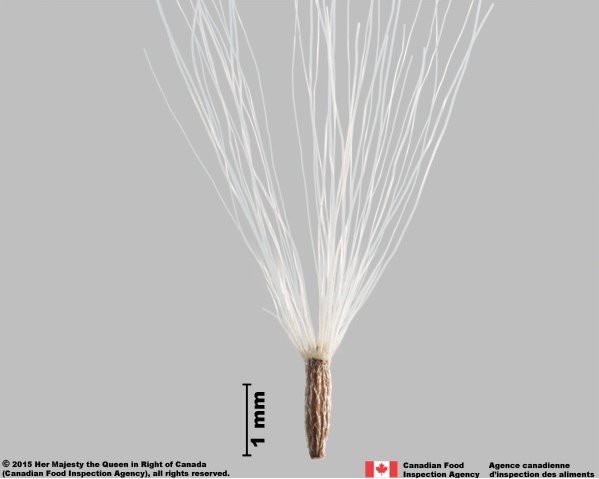 1 mm
© 2015 Her Majesty the Queen in Right of Canada
(Canadian Food Inspection Agency), all rights reserved.
Canadian Food
Inspection Agency
Agence canadienne
d'inspection des aliments